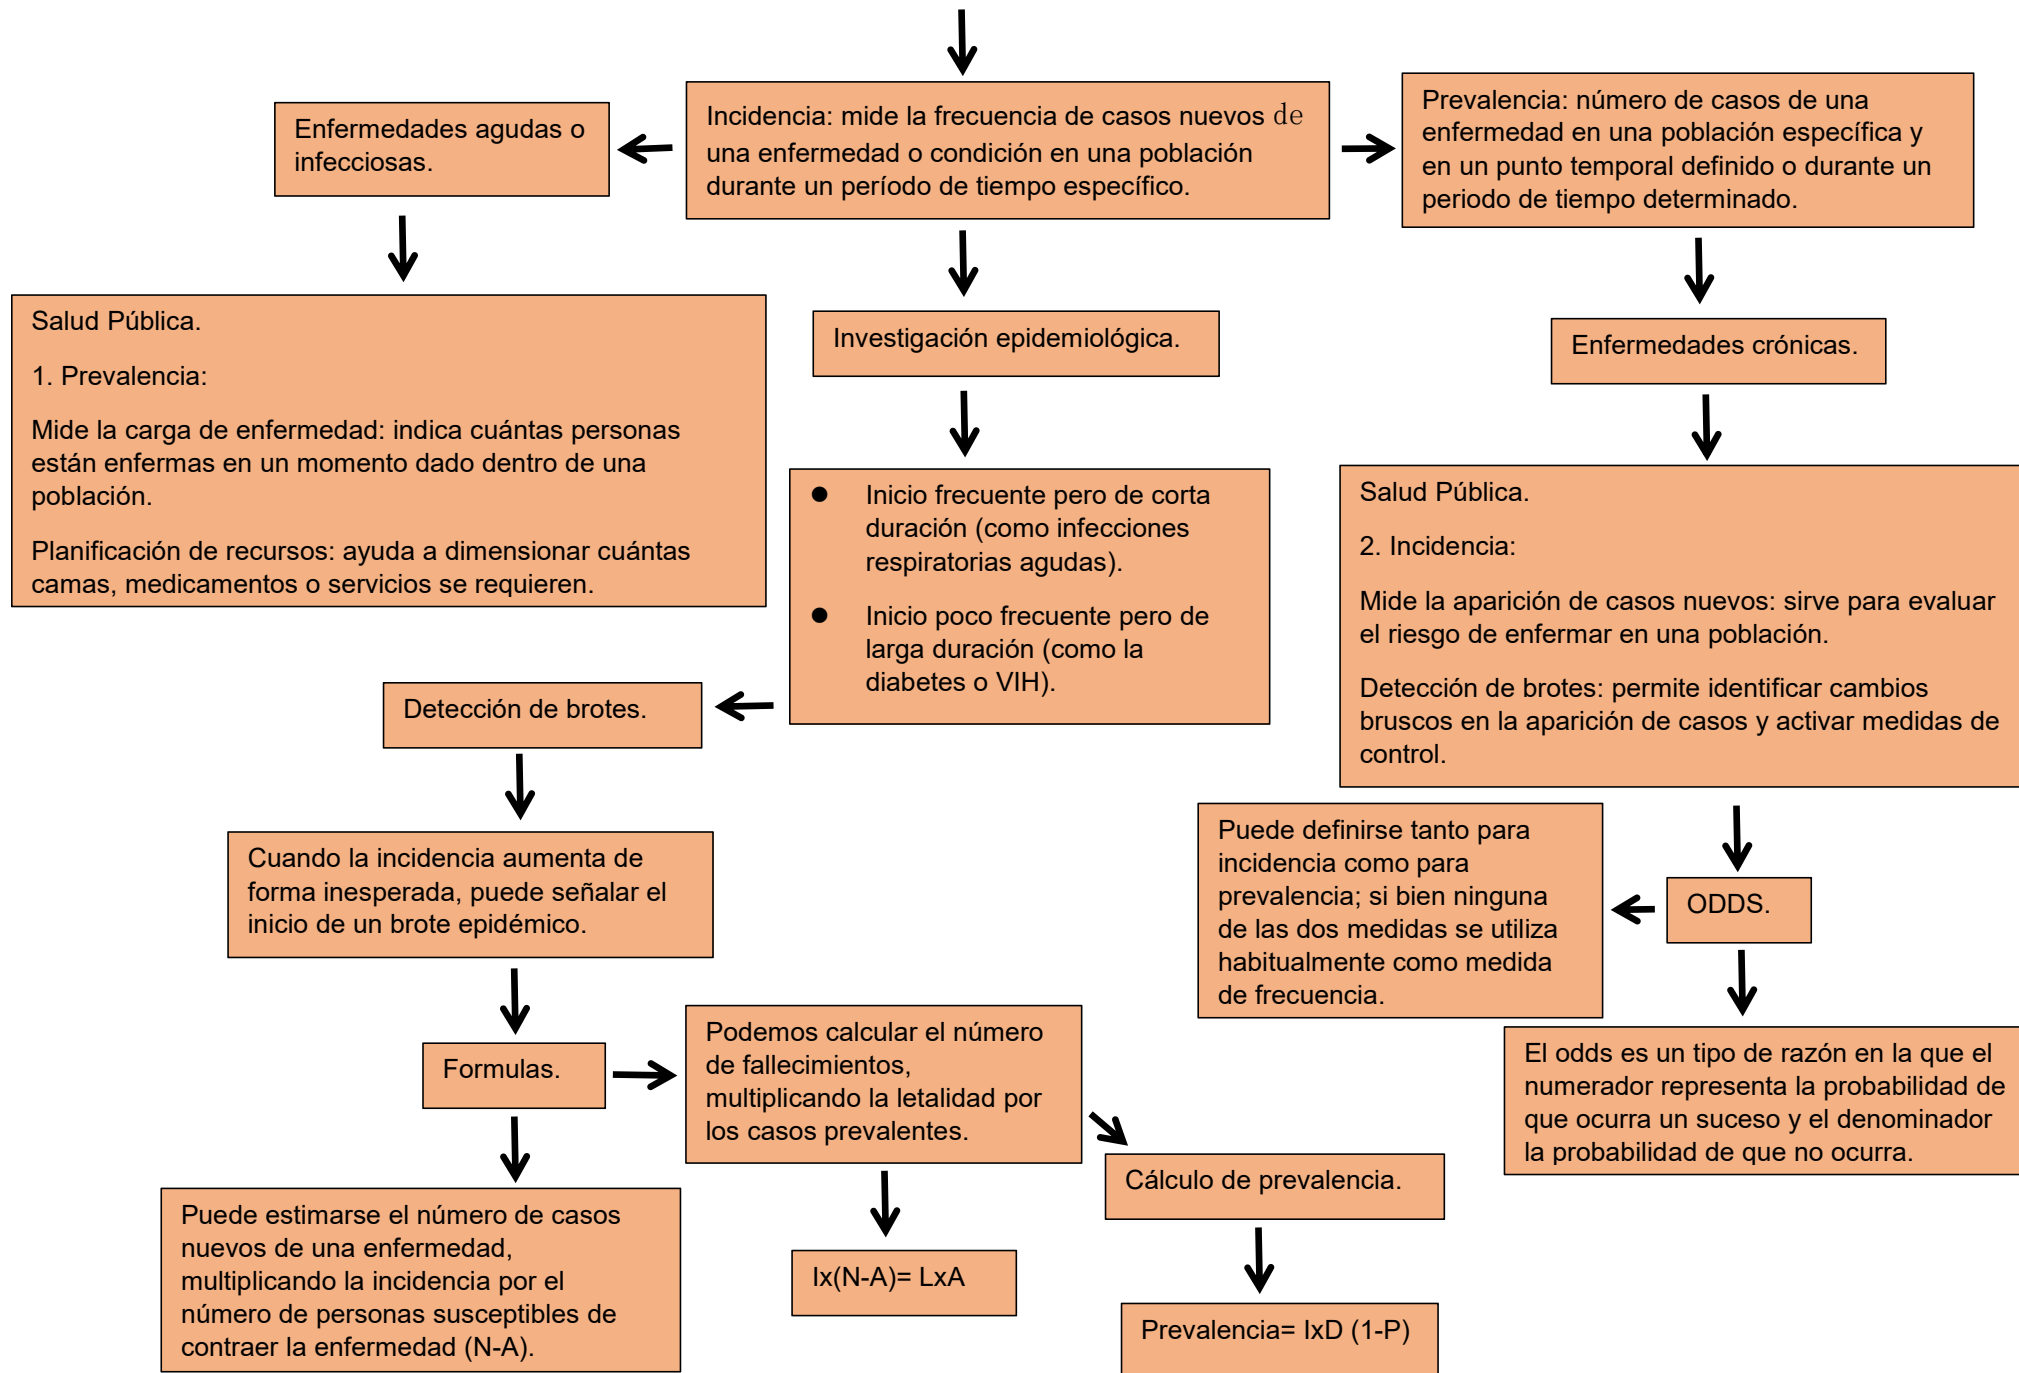 Enfermedades agudas o
infecciosas.
Incidencia: mide la frecuencia de casos nuevos de
una enfermedad o condición en una población
durante un período de tiempo específico.
Prevalencia: número de casos de una
enfermedad en una población específica y
en un punto temporal definido o durante un
periodo de tiempo determinado.
Salud Pública.
1. Prevalencia:
Mide la carga de enfermedad: indica cuántas personas
están enfermas en un momento dado dentro de una
población.
Planificación de recursos: ayuda a dimensionar cuántas
camas, medicamentos o servicios se requieren.
Investigación epidemiológica.
Enfermedades crónicas.
● Inicio frecuente pero de corta
duración (como infecciones
respiratorias agudas).
● Inicio poco frecuente pero de
larga duración (como la
diabetes o VIH).
Salud Pública.
2. Incidencia:
Mide la aparición de casos nuevos: sirve para evaluar
el riesgo de enfermar en una población.
Detección de brotes: permite identificar cambios
bruscos en la aparición de casos y activar medidas de
control.
Detección de brotes.
Cuando la incidencia aumenta de
forma inesperada, puede señalar el
inicio de un brote epidémico.
Puede definirse tanto para
incidencia como para
prevalencia; si bien ninguna
de las dos medidas se utiliza
habitualmente como medida
de frecuencia.
ODDS.
Formulas.
Podemos calcular el número
de fallecimientos,
multiplicando la letalidad por
los casos prevalentes.
El odds es un tipo de razón en la que el
numerador representa la probabilidad de
que ocurra un suceso y el denominador
la probabilidad de que no ocurra.
Cálculo de prevalencia.
Puede estimarse el número de casos
nuevos de una enfermedad,
multiplicando la incidencia por el
número de personas susceptibles de
contraer la enfermedad (N-A).
Ix(N-A)= LxA
Prevalencia= IxD (1-P)